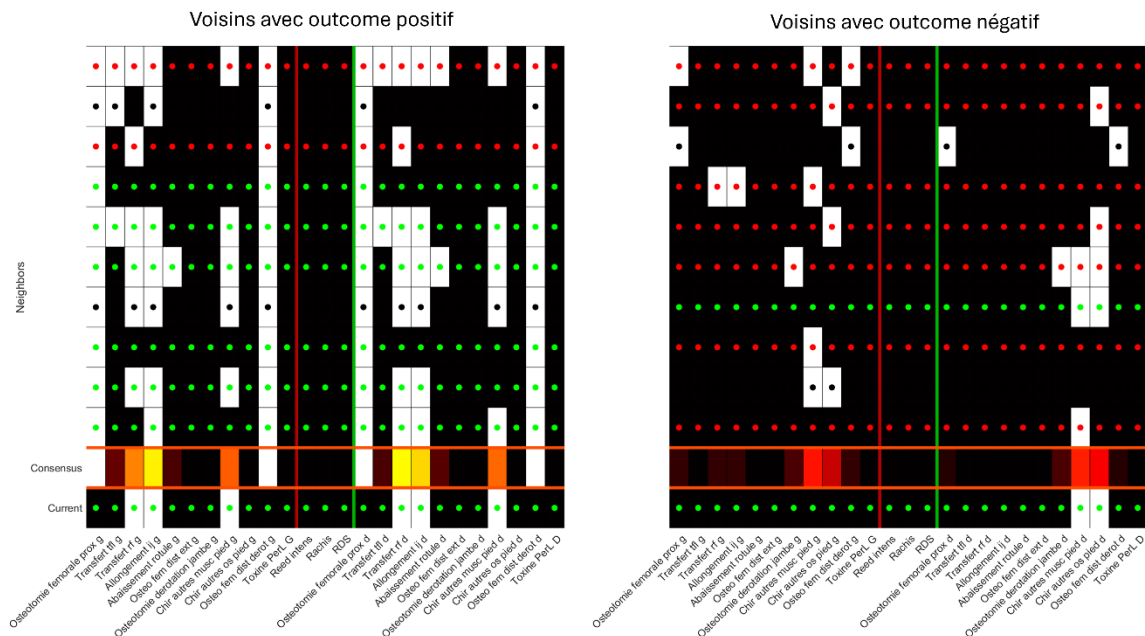 Voisins avec outcome positif
Voisins avec outcome négatif
Neighbors
Consensus
Current
Osteotomie femorale prox g
Transfert tfl g
Transfert rf g
Allongement ij g
Abaissement rotule g
Osteo fem dist ext g
Osteotomie derotation jambe g
Chir autres musc pied g
Chir autres os pied g
Osteo fem dist derot g
Toxine PerL G
Reed intens
Rachis
RDS
Osteotomie femorale prox d
Transfert tfl d
Transfert rf d
Allongement ij d
Abaissement rotule d
Osteo fem dist ext d
Osteotomie derotation jambe d
Chir autres musc pied d
Chir autres os pied d
Osteo fem dist derot d
Toxine PerL D
Osteotomie femorale prox g
Transfert tfl g
Transfert rf g
Allongement ij g
Abaissement rotule g
Osteo fem dist ext g
Osteotomie derotation jambe g
Chir autres musc pied g
Chir autres os pied g
Osteo fem dist derot g
Toxine PerL G
Reed intens
Rachis
RDS
Osteotomie femorale prox d
Transfert tfl d
Transfert rf d
Allongement ij d
Abaissement rotule d
Osteo fem dist ext d
Osteotomie derotation jambe d
Chir autres musc pied d
Chir autres os pied d
Osteo fem dist derot d
Toxine PerL D